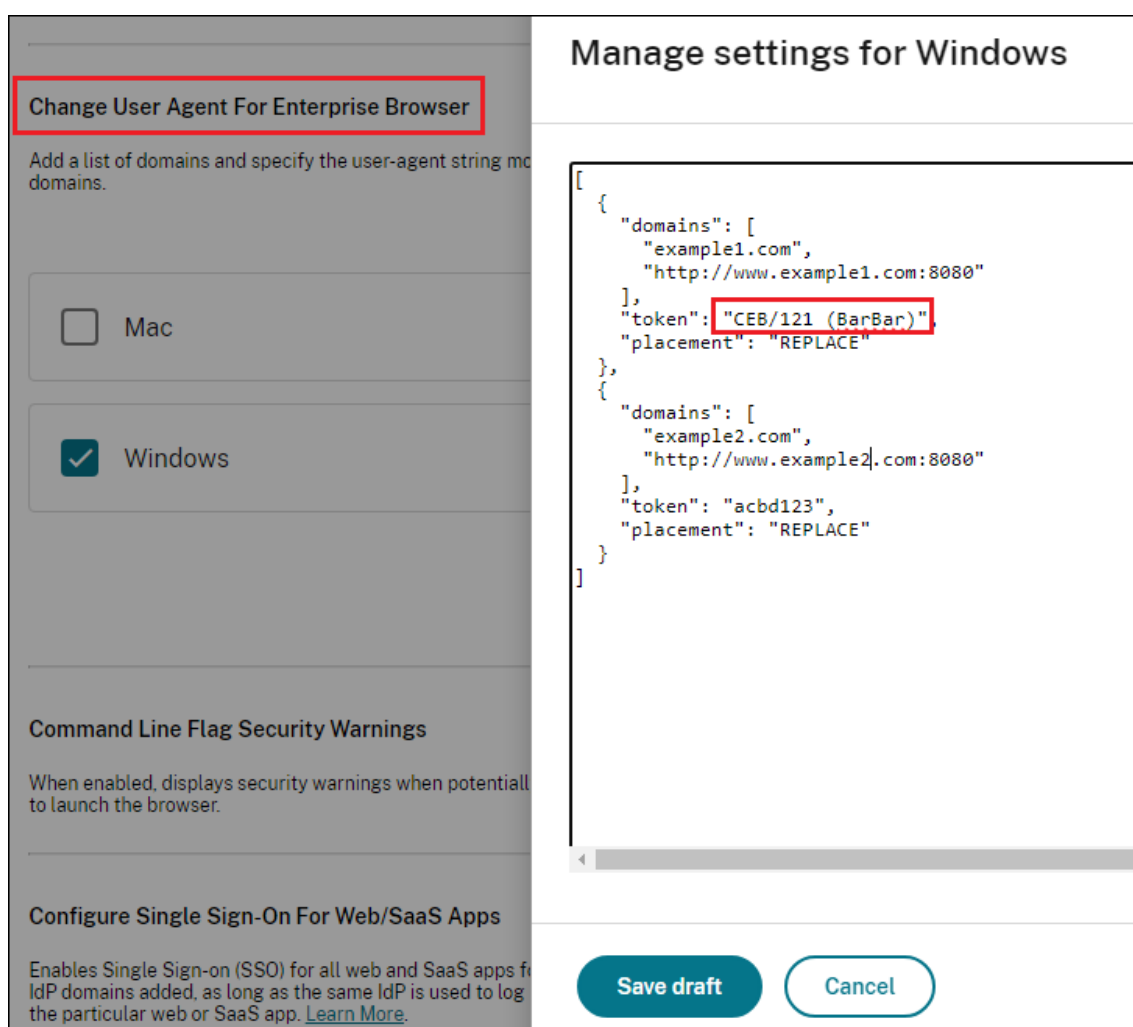 Change User Agent For Enterprise Browser
Add a list of domains and specify the user-agent string
domains.
Mac
Windows
Command Line Flag Security Warnings
When enabled, displays security warnings when
to launch the browser.
Configure Single Sign-On For Web/SaaS Apps
Enables Single Sign-on (SSO) for all web and SaaS apps
IdP domains added, as long as the same IdP is used to log
the particular web or SaaS app. Learn More.
Manage settings for Windows
[
{
"domains": [
"example1.com",
"http://www.example1.com:8080"
],
"token": "CEB/121 (BarBar)",
"placement": "REPLACE"
},
{
"domains": [
"example2.com",
"http://www.example2.com:8080"
],
"token": "acbd123",
"placement": "REPLACE"
}
]
Save draft
Cancel